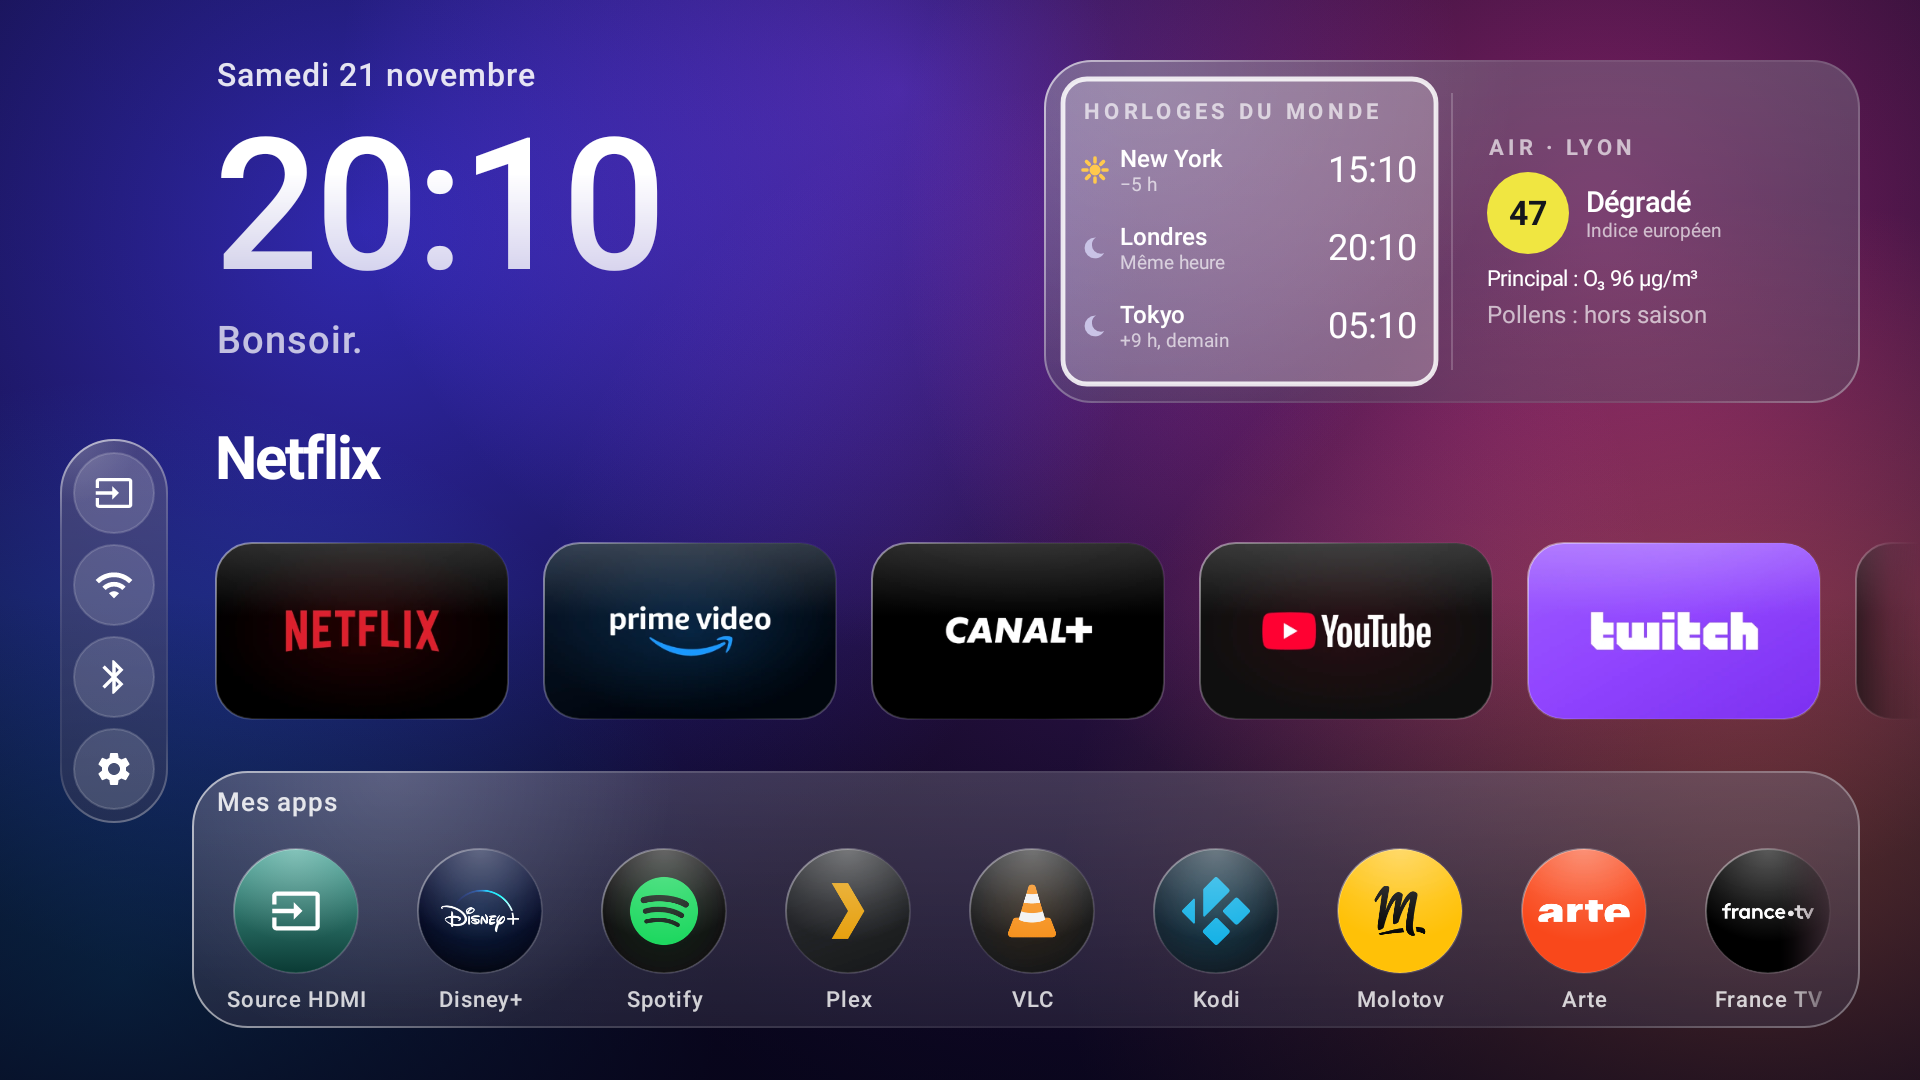 Samedi 21 novembre
20:10
Bonsoir.
HORLOGES DU MONDE
New York
−5 h
15:10
Londres
Même heure
20:10
Tokyo
+9 h, demain
05:10
AIR · LYON
47
Dégradé
Indice européen
Principal : O₃ 96 µg/m³
Pollens : hors saison
Netflix
NETFLIX
prime video
CANAL+
YouTube
twitch
Mes apps
Disney+
M.
arte
france•tv
Source HDMI
Disney+
Spotify
Plex
VLC
Kodi
Molotov
Arte
France TV